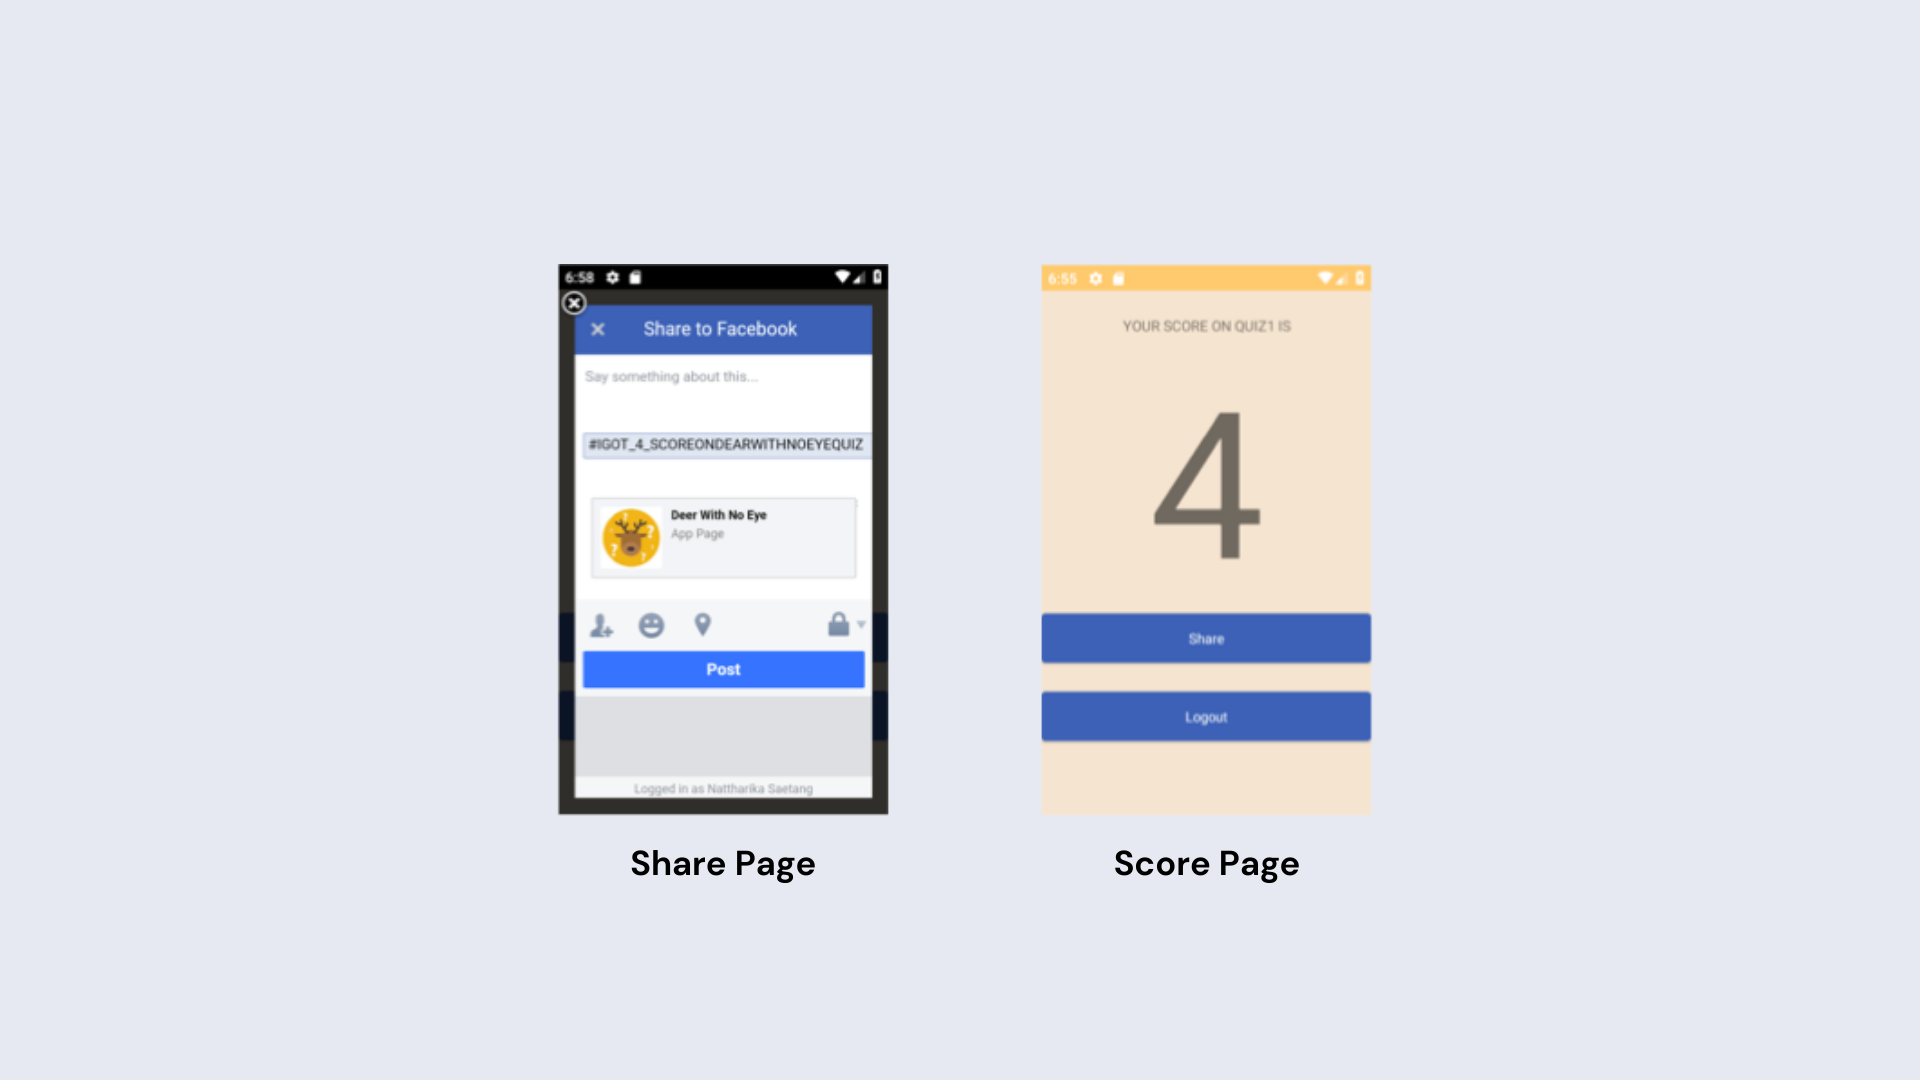 6:58
Share to Facebook
Say something about this...
#IGOT_4_SCOREONDEARWITHNOEYEQUIZ
Deer With No Eye
App Page
Post
Logged in as Nattharika Saetang
Share Page
6:55
YOUR SCORE ON QUIZ1 IS
4
Share
Logout
Score Page